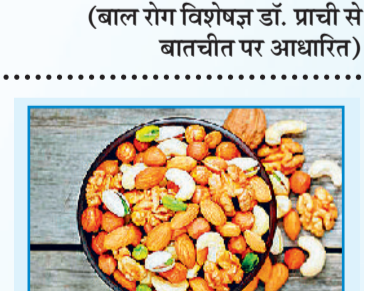 (बाल रोग विशेषज्ञ डॉ. प्राची से
बातचीत पर आधारित)